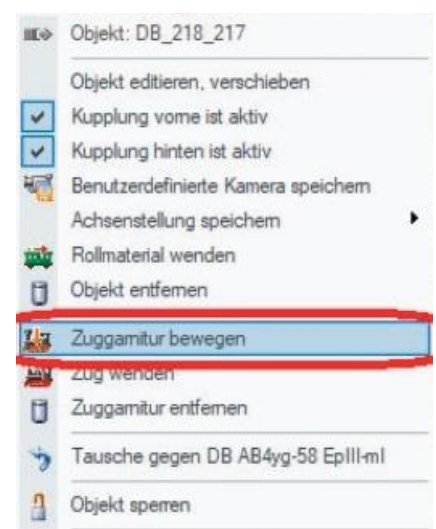 Objekt: DB_218_217
Objekt editieren, verschieben
Kupplung vorne ist aktiv
Kupplung hinten ist aktiv
Benutzerdefinierte Kamera speichern
Achsenstellung speichern
Rollmaterial wenden
Objekt entfernen
Zuggarnitur bewegen
Zug wenden
Zuggarnitur entfernen
Tausche gegen DB AB4yg-58 EpIII-ml
Objekt sperren